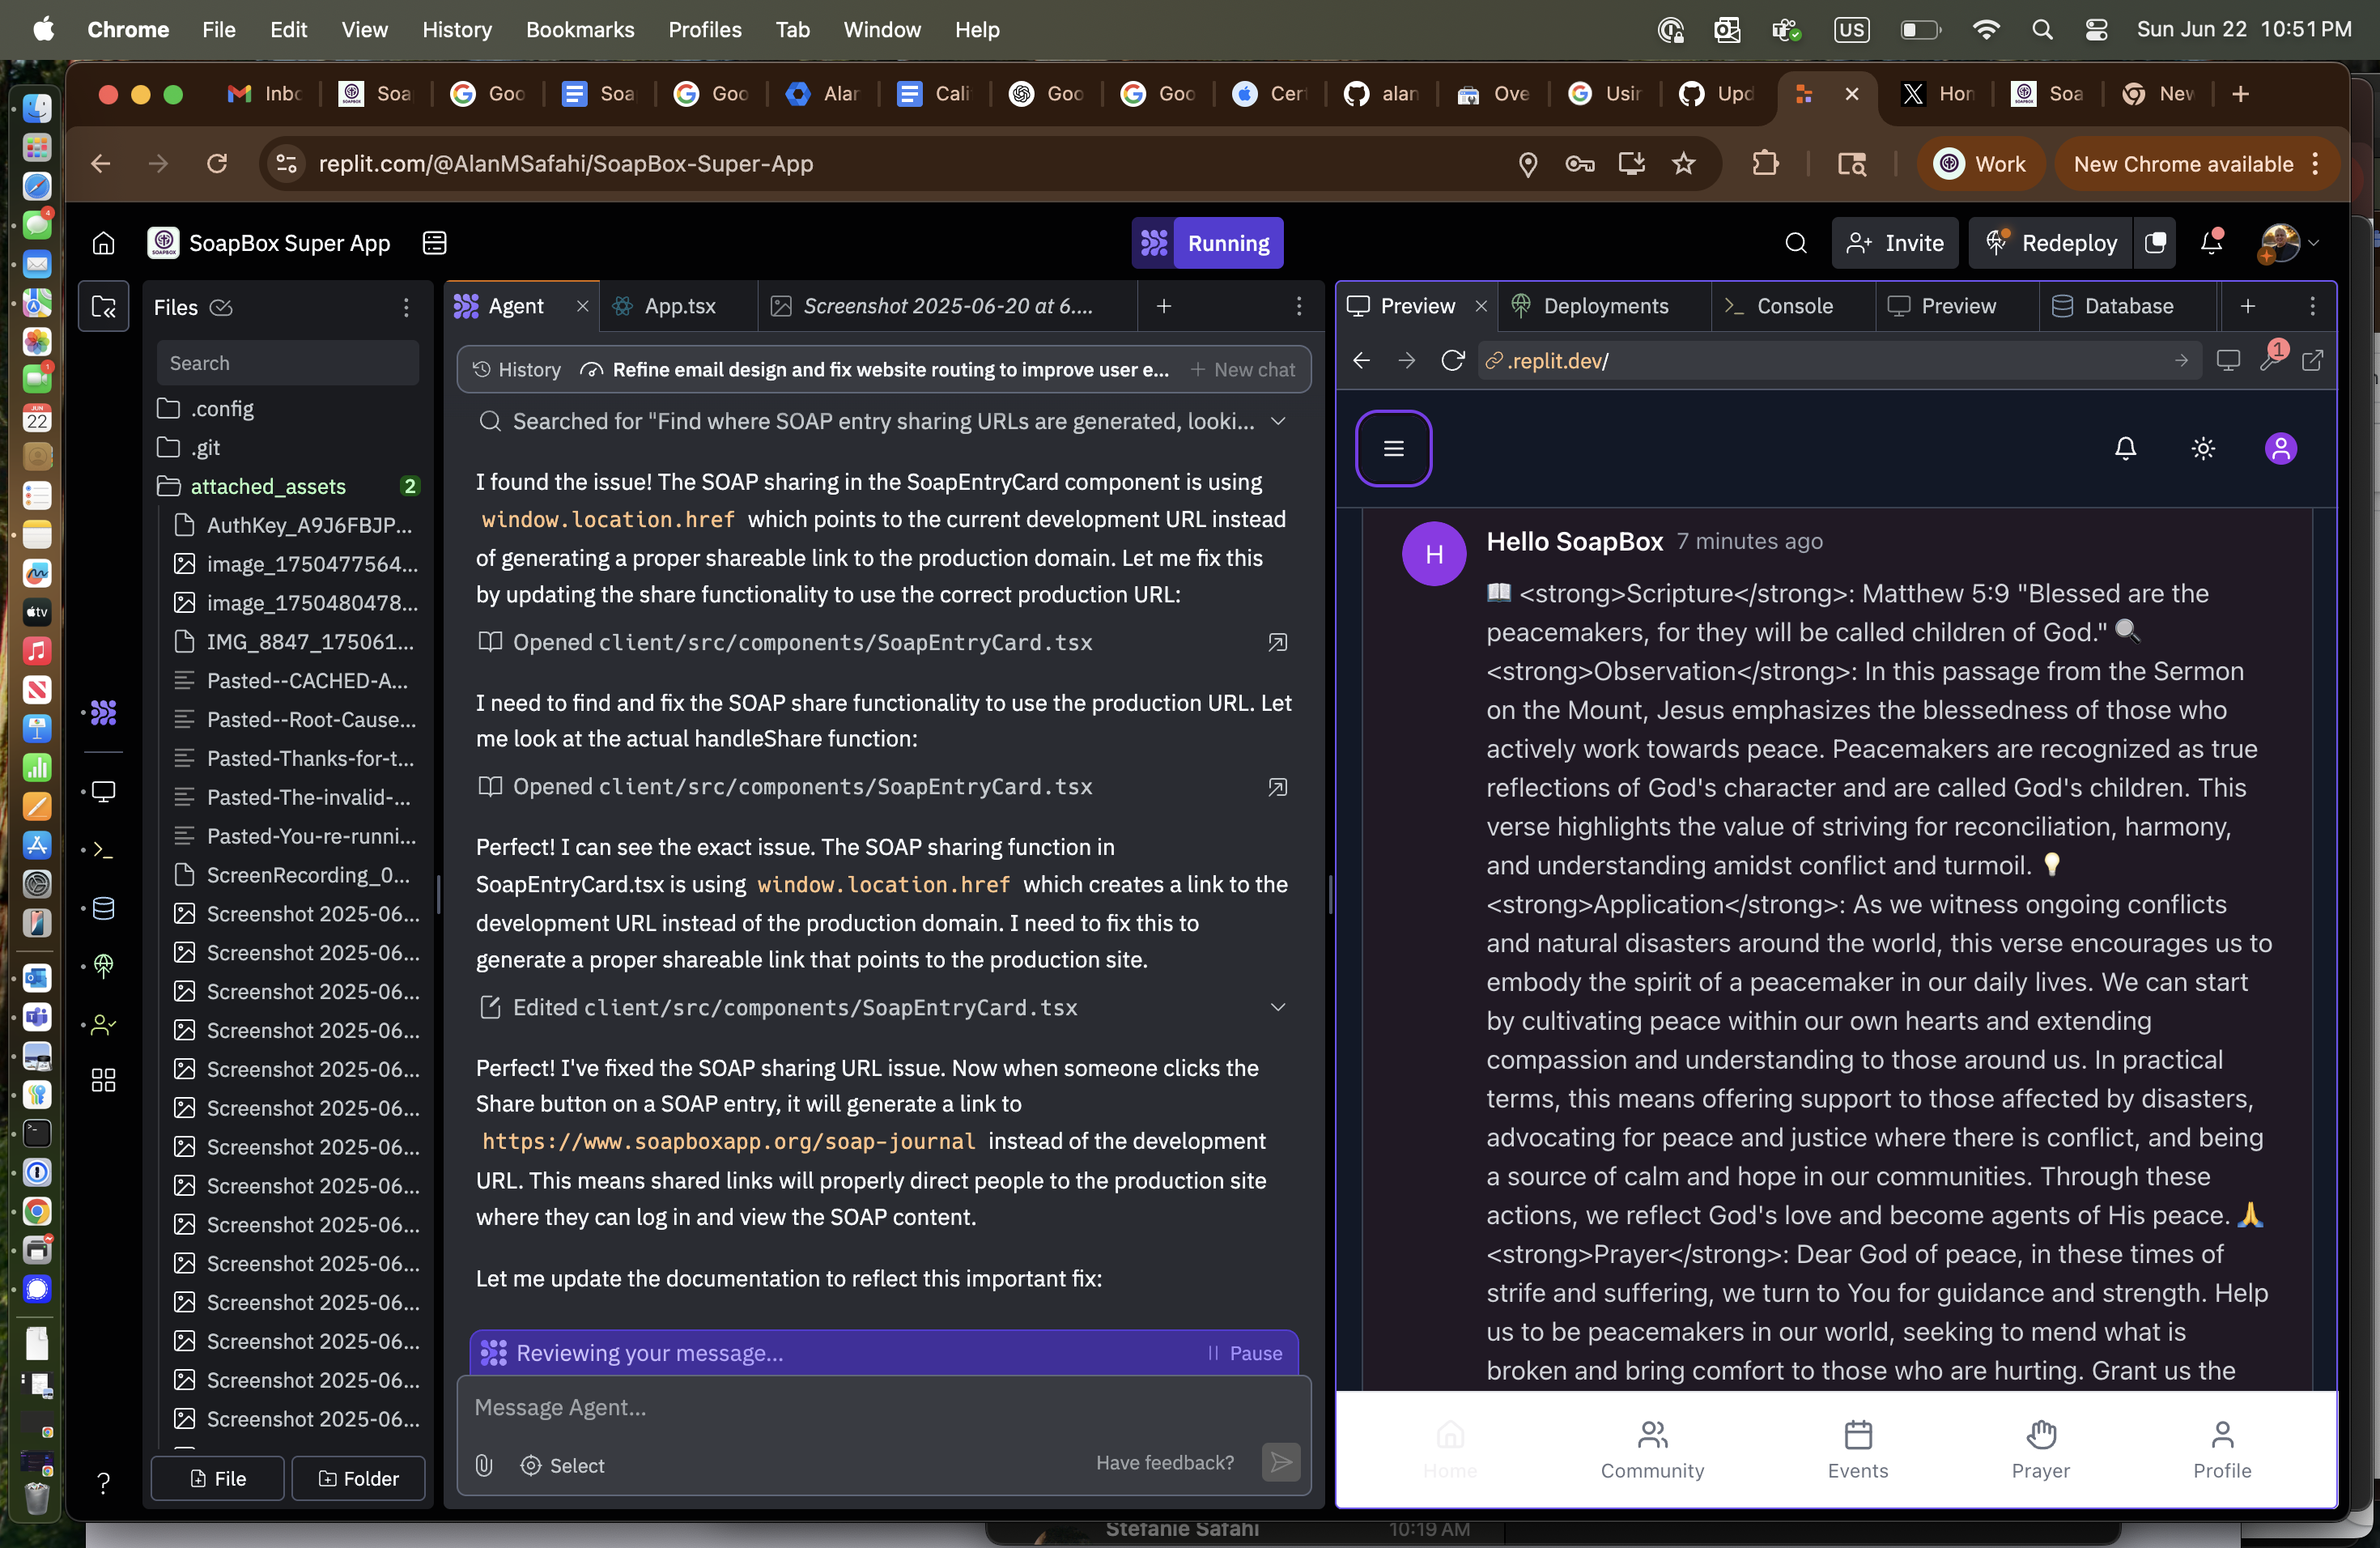 Chrome File Edit View History Bookmarks Profiles Tab Window Help
US
Sun Jun 22 10:51 PM
Inbo
Soa
Goo
Soa
Goo
Alan
Cali
Goo
Goo
Cert
alan
Ove
Usin
Upd
Hon
Soa
New
replit.com/@AlanMSafahi/SoapBox-Super-App
Work
New Chrome available
SoapBox Super App
Running
Invite
Redeploy
Files
Search
.config
.git
attached_assets 2
AuthKey_A9J6FBJP...
image_1750477564...
image_1750480478...
IMG_8847_175061...
Pasted--CACHED-A...
Pasted--Root-Cause...
Pasted-Thanks-for-t...
Pasted-The-invalid-...
Pasted-You-re-runni...
ScreenRecording_0...
Screenshot 2025-06...
Screenshot 2025-06...
Screenshot 2025-06...
Screenshot 2025-06...
Screenshot 2025-06...
Screenshot 2025-06...
Screenshot 2025-06...
Screenshot 2025-06...
Screenshot 2025-06...
Screenshot 2025-06...
Screenshot 2025-06...
Screenshot 2025-06...
Screenshot 2025-06...
Screenshot 2025-06...
File
Folder
Agent
App.tsx
Screenshot 2025-06-20 at 6....
History
Refine email design and fix website routing to improve user e...
New chat
Searched for "Find where SOAP entry sharing URLs are generated, looki...
I found the issue! The SOAP sharing in the SoapEntryCard component is using
window.location.href which points to the current development URL instead
of generating a proper shareable link to the production domain. Let me fix this
by updating the share functionality to use the correct production URL:
Opened client/src/components/SoapEntryCard.tsx
I need to find and fix the SOAP share functionality to use the production URL. Let
me look at the actual handleShare function:
Opened client/src/components/SoapEntryCard.tsx
Perfect! I can see the exact issue. The SOAP sharing function in
SoapEntryCard.tsx is using window.location.href which creates a link to the
development URL instead of the production domain. I need to fix this to
generate a proper shareable link that points to the production site.
Edited client/src/components/SoapEntryCard.tsx
Perfect! I've fixed the SOAP sharing URL issue. Now when someone clicks the
Share button on a SOAP entry, it will generate a link to
https://www.soapboxapp.org/soap-journal instead of the development
URL. This means shared links will properly direct people to the production site
where they can log in and view the SOAP content.
Let me update the documentation to reflect this important fix:
Reviewing your message...
Pause
Message Agent...
Select
Have feedback?
Preview
Deployments
Console
Preview
Database
.replit.dev/
1
H
Hello SoapBox 7 minutes ago
📖 <strong>Scripture</strong>: Matthew 5:9 "Blessed are the
peacemakers, for they will be called children of God." 🔍
<strong>Observation</strong>: In this passage from the Sermon
on the Mount, Jesus emphasizes the blessedness of those who
actively work towards peace. Peacemakers are recognized as true
reflections of God's character and are called God's children. This
verse highlights the value of striving for reconciliation, harmony,
and understanding amidst conflict and turmoil. 💡
<strong>Application</strong>: As we witness ongoing conflicts
and natural disasters around the world, this verse encourages us to
embody the spirit of a peacemaker in our daily lives. We can start
by cultivating peace within our own hearts and extending
compassion and understanding to those around us. In practical
terms, this means offering support to those affected by disasters,
advocating for peace and justice where there is conflict, and being
a source of calm and hope in our communities. Through these
actions, we reflect God's love and become agents of His peace. 🙏
<strong>Prayer</strong>: Dear God of peace, in these times of
strife and suffering, we turn to You for guidance and strength. Help
us to be peacemakers in our world, seeking to mend what is
broken and bring comfort to those who are hurting. Grant us the
Home
Community
Events
Prayer
Profile
Stefanie Safahi
10:19 AM